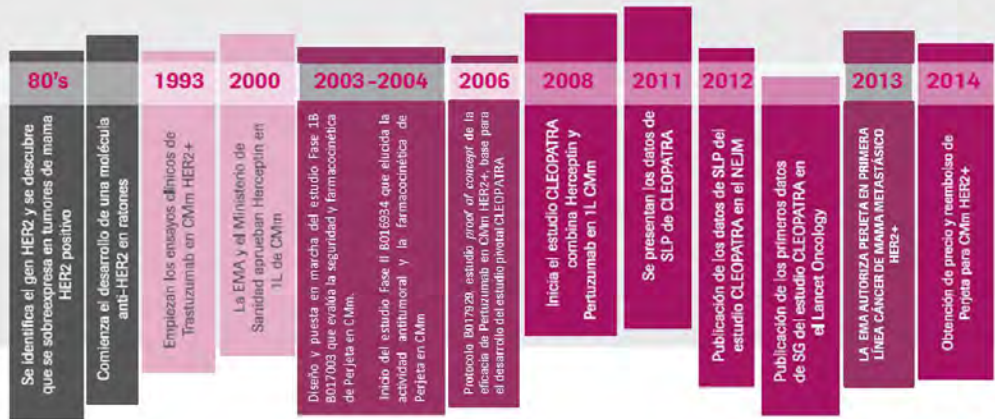 80's
Se identifica el gen HER2 y se descubre
que se sobreexpresa en tumores de mama
HER2 positivo
Comienza el desarrollo de una molécula
anti-HER2 en ratones
1993
Empiezan los ensayos clínicos de
Trastuzumab en CMm HER2+
2000
La EMA y el Ministerio de
Sanidad aprueban Herceptin en
1L de CMm
2003-2004
Diseño y puesta en marcha del estudio Fase 1B
BO17003 que evalúa la seguridad y farmacocinética
de Perjeta en CMm.
Inicio del estudio Fase II BO16934 que elucida la
actividad antitumoral y la farmacocinética de
Perjeta en CMm
2006
Protocolo BO17929, estudio proof of concept de la
eficacia de Pertuzumab en CMm HER2+, base para
el desarrollo del estudio pivotal CLEOPATRA
2008
Inicia el estudio CLEOPATRA
combina Herceptin y
Pertuzumab en 1L CMm
2011
Se presentan los datos de
SLP de CLEOPATRA
2012
Publicación de los datos de SLP del
estudio CLEOPATRA en el NEJM
Publicación de los primeros datos
de SG del estudio CLEOPATRA en
el Lancet Oncology
2013
LA EMA AUTORIZA PERJETA EN PRIMERA
LÍNEA CÁNCER DE MAMA METASTÁSICO
HER2+
2014
Obtención de precio y reembolso de
Perjeta para CMm HER2+